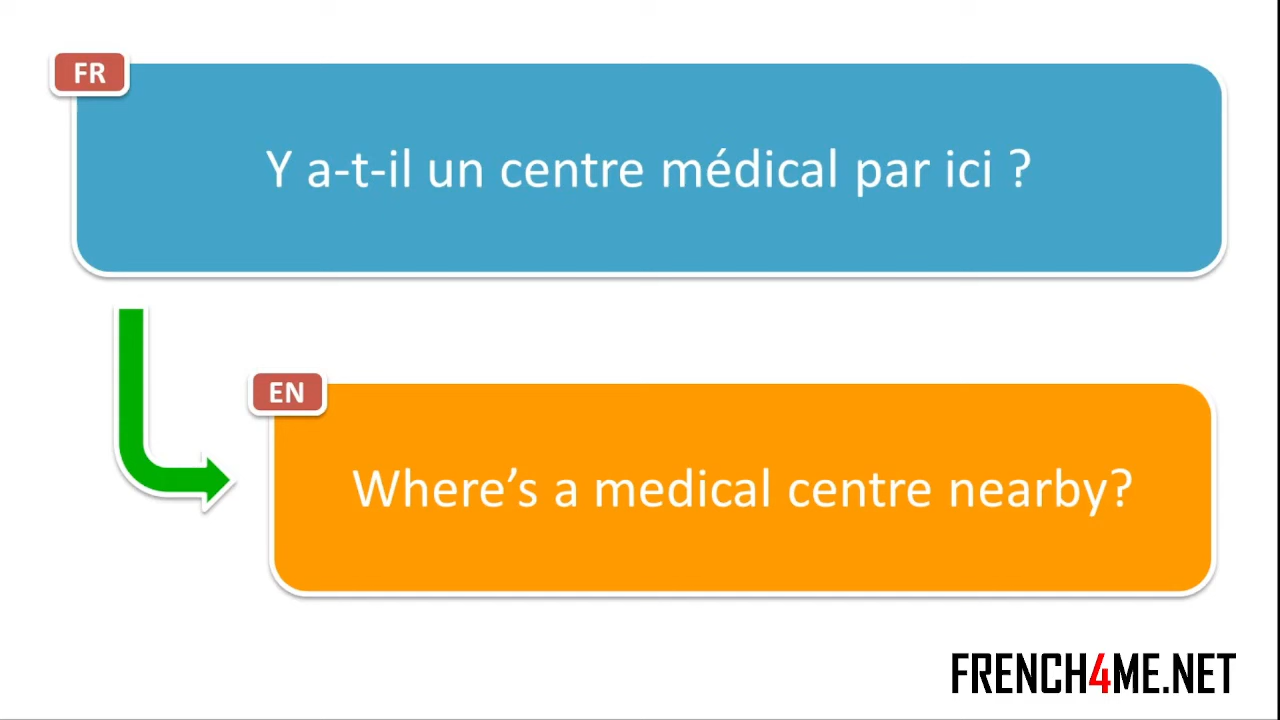 FR
Y a-t-il un centre médical par ici ?
EN
Where’s a medical centre nearby?
FRENCH4ME.NET